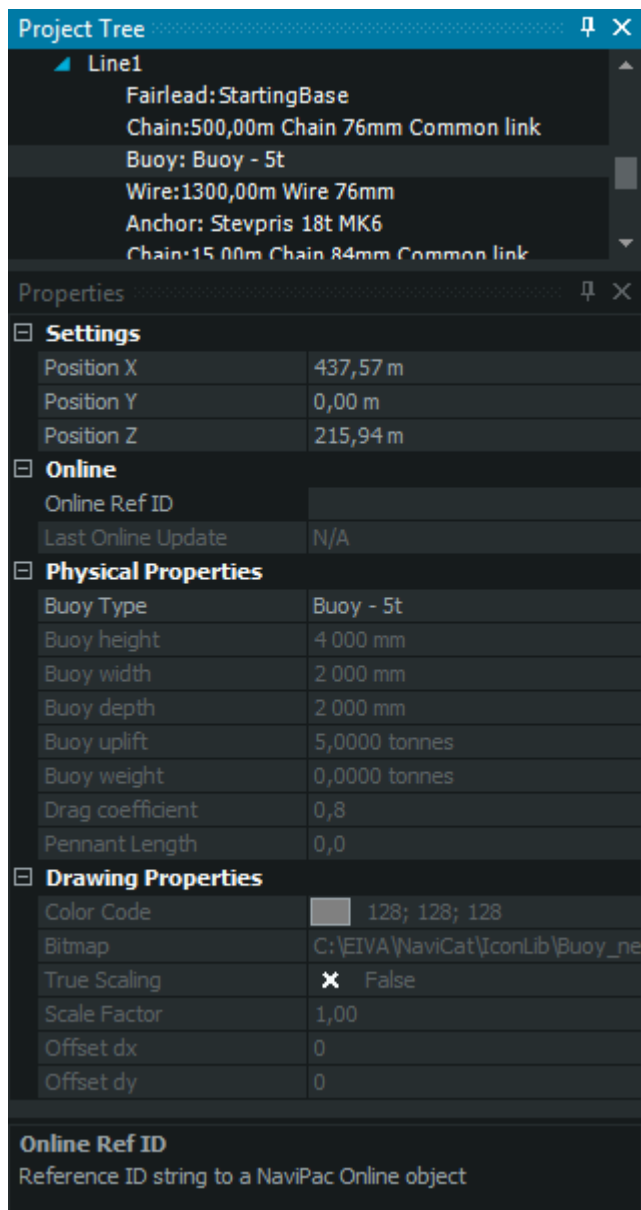 Project Tree
Line1
Fairlead: StartingBase
Chain:500,00m Chain 76mm Common link
Buoy: Buoy - 5t
Wire:1300,00m Wire 76mm
Anchor: Stevpris 18t MK6
Chain:15,00m Chain 84mm Common link
Properties
Settings
Position X 437,57 m
Position Y 0,00 m
Position Z 215,94 m
Online
Online Ref ID
Last Online Update N/A
Physical Properties
Buoy Type Buoy - 5t
Buoy height 4 000 mm
Buoy width 2 000 mm
Buoy depth 2 000 mm
Buoy uplift 5,0000 tonnes
Buoy weight 0,0000 tonnes
Drag coefficient 0,8
Pennant Length 0,0
Drawing Properties
Color Code 128; 128; 128
Bitmap C:\EIVA\NaviCat\IconLib\Buoy_ne
True Scaling False
Scale Factor 1,00
Offset dx 0
Offset dy 0
Online Ref ID
Reference ID string to a NaviPac Online object